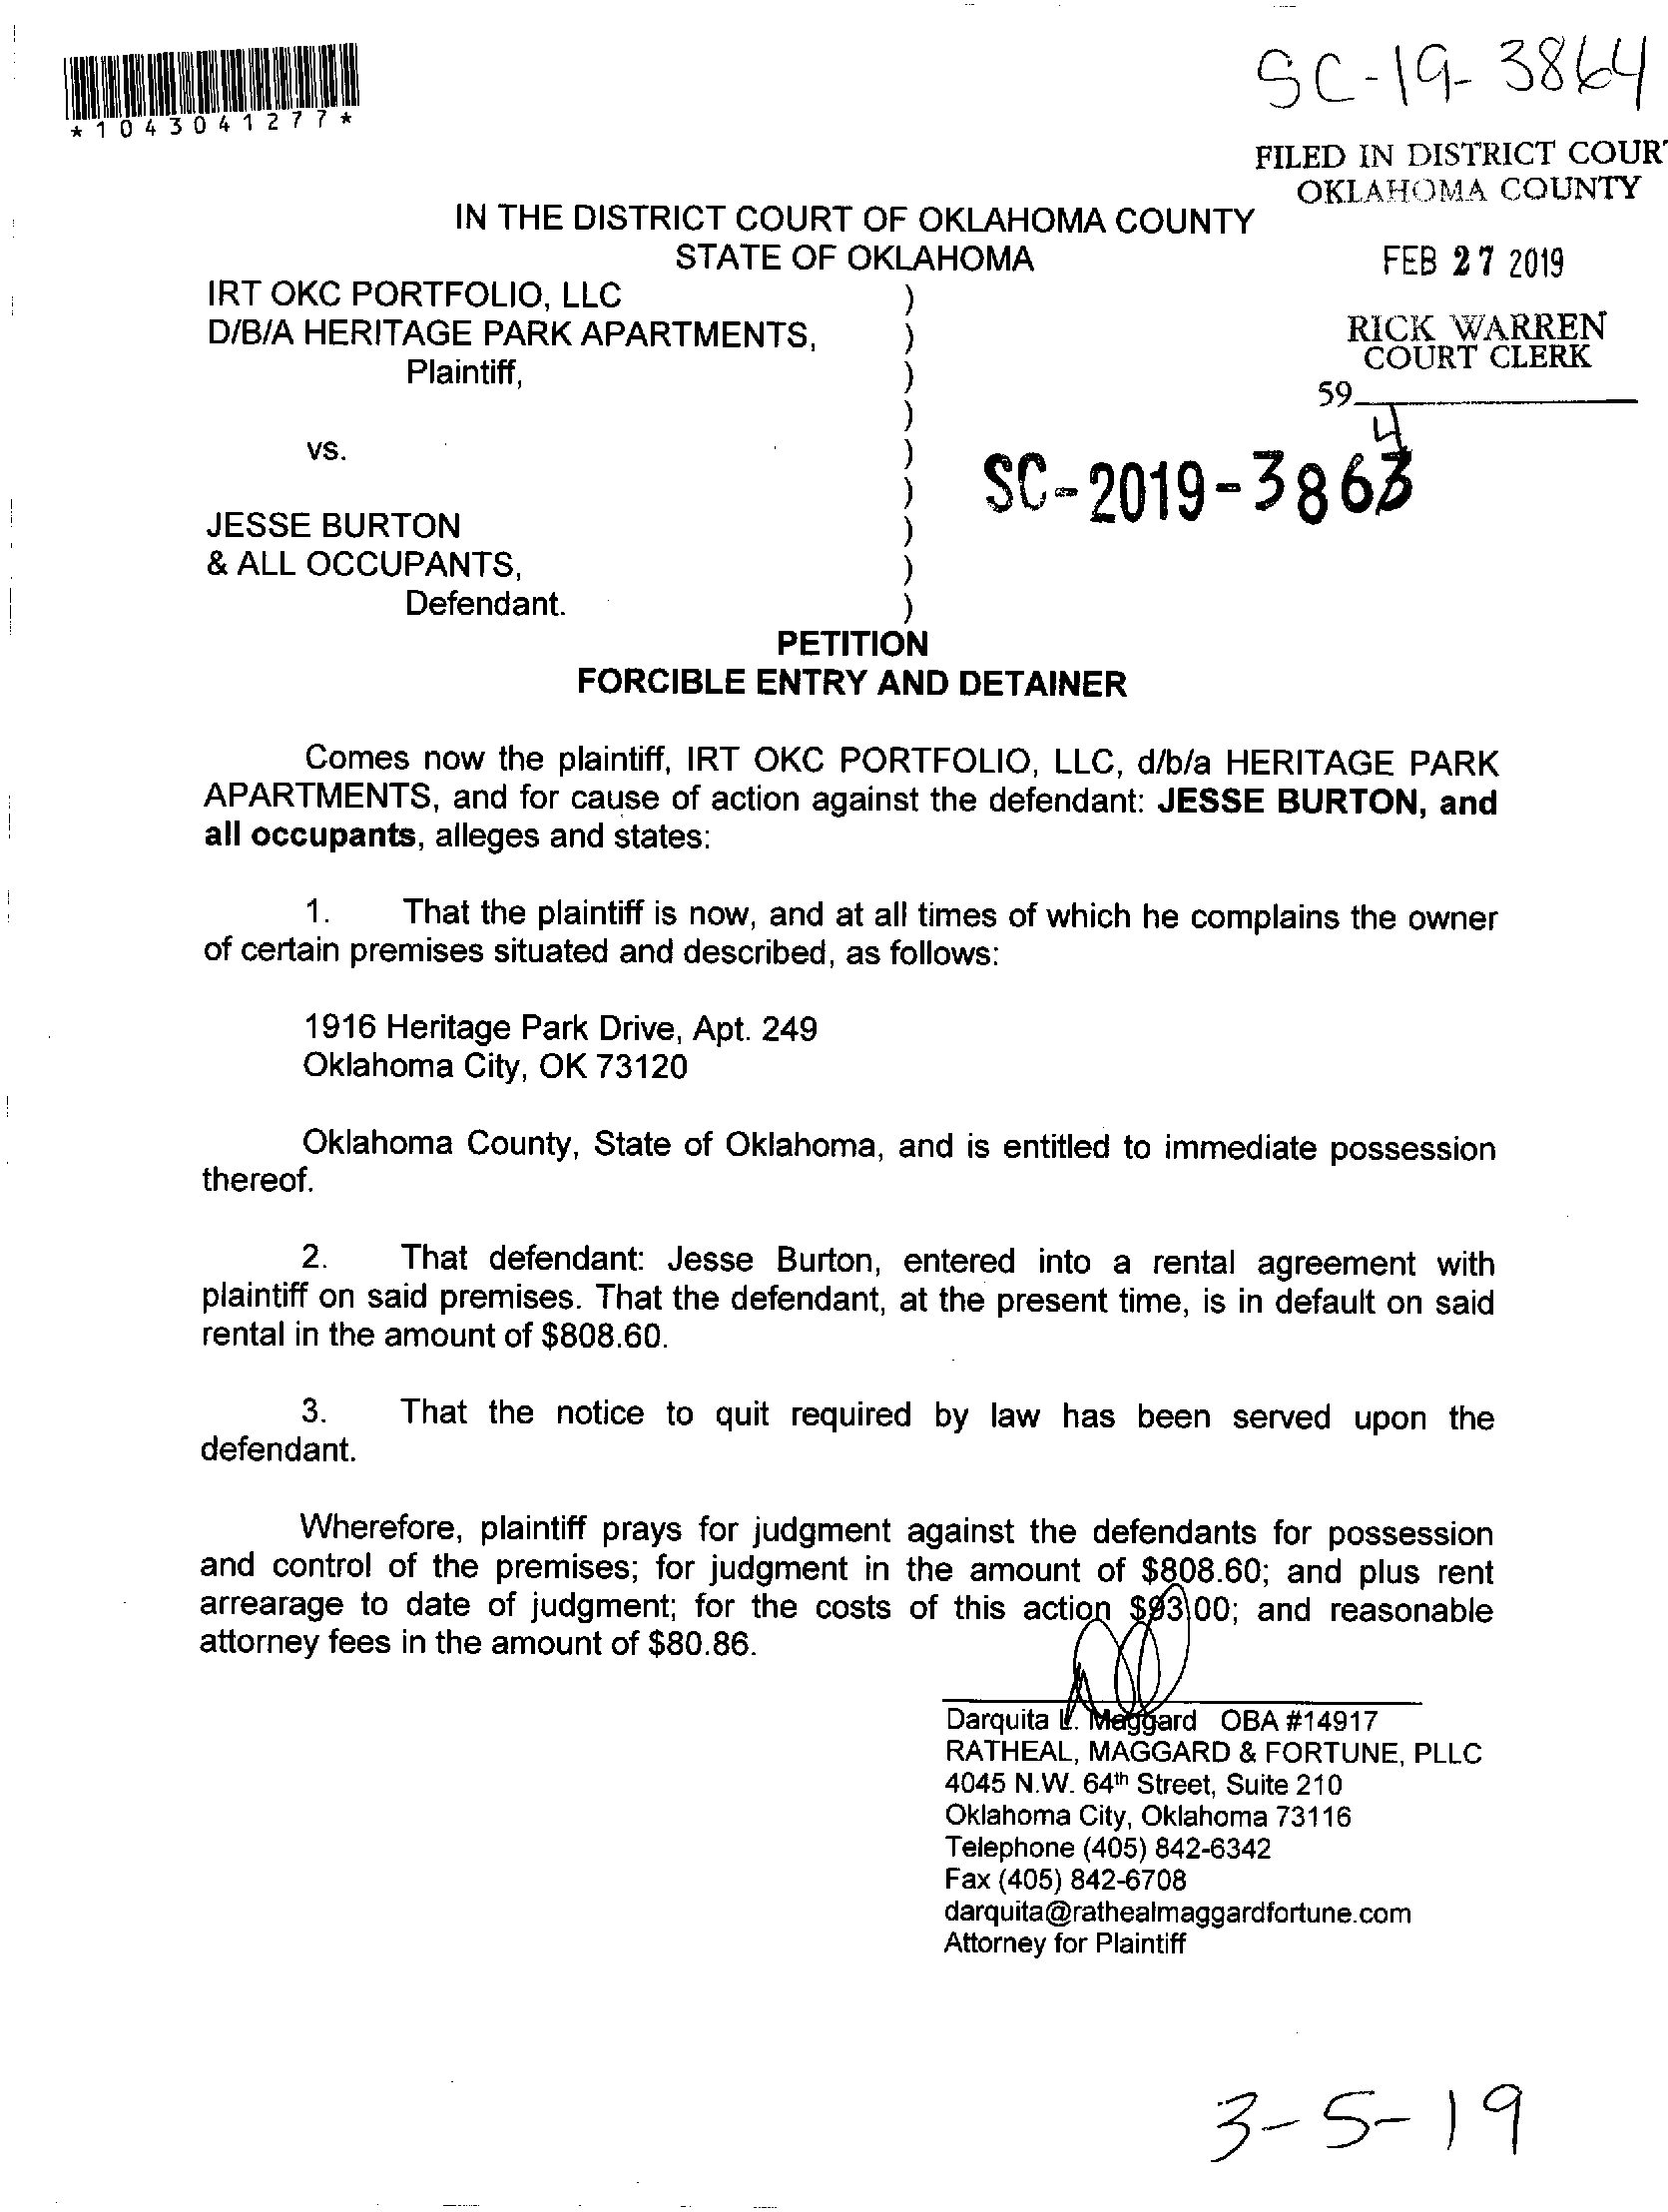 SC-19-3864
*1043041277*
FILED IN DISTRICT COUR
OKLAHOMA COUNTY
IN THE DISTRICT COURT OF OKLAHOMA COUNTY
STATE OF OKLAHOMA
FEB 27 2019
IRT OKC PORTFOLIO, LLC )
D/B/A HERITAGE PARK APARTMENTS, )
Plaintiff, )
RICK WARREN
COURT CLERK
59
)
vs. )
4
SC-2019-3863
)
JESSE BURTON )
& ALL OCCUPANTS, )
Defendant. )
PETITION
FORCIBLE ENTRY AND DETAINER
Comes now the plaintiff, IRT OKC PORTFOLIO, LLC, d/b/a HERITAGE PARK
APARTMENTS, and for cause of action against the defendant: JESSE BURTON, and
all occupants, alleges and states:
1. That the plaintiff is now, and at all times of which he complains the owner
of certain premises situated and described, as follows:
1916 Heritage Park Drive, Apt. 249
Oklahoma City, OK 73120
Oklahoma County, State of Oklahoma, and is entitled to immediate possession
thereof.
2. That defendant: Jesse Burton, entered into a rental agreement with
plaintiff on said premises. That the defendant, at the present time, is in default on said
rental in the amount of $808.60.
3. That the notice to quit required by law has been served upon the
defendant.
Wherefore, plaintiff prays for judgment against the defendants for possession
and control of the premises; for judgment in the amount of $808.60; and plus rent
arrearage to date of judgment; for the costs of this action $93.00; and reasonable
attorney fees in the amount of $80.86.
Darquita L. Maggard OBA #14917
RATHEAL, MAGGARD & FORTUNE, PLLC
4045 N.W. 64th Street, Suite 210
Oklahoma City, Oklahoma 73116
Telephone (405) 842-6342
Fax (405) 842-6708
darquita@rathealmaggardfortune.com
Attorney for Plaintiff
3-5-19